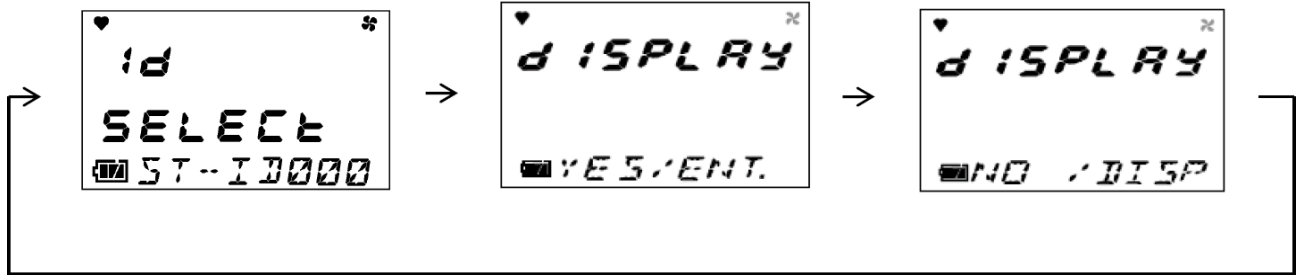 id
SELECt
ST-ID000
dISPLAY
YES/ENT.
dISPLAY
NO /DISP